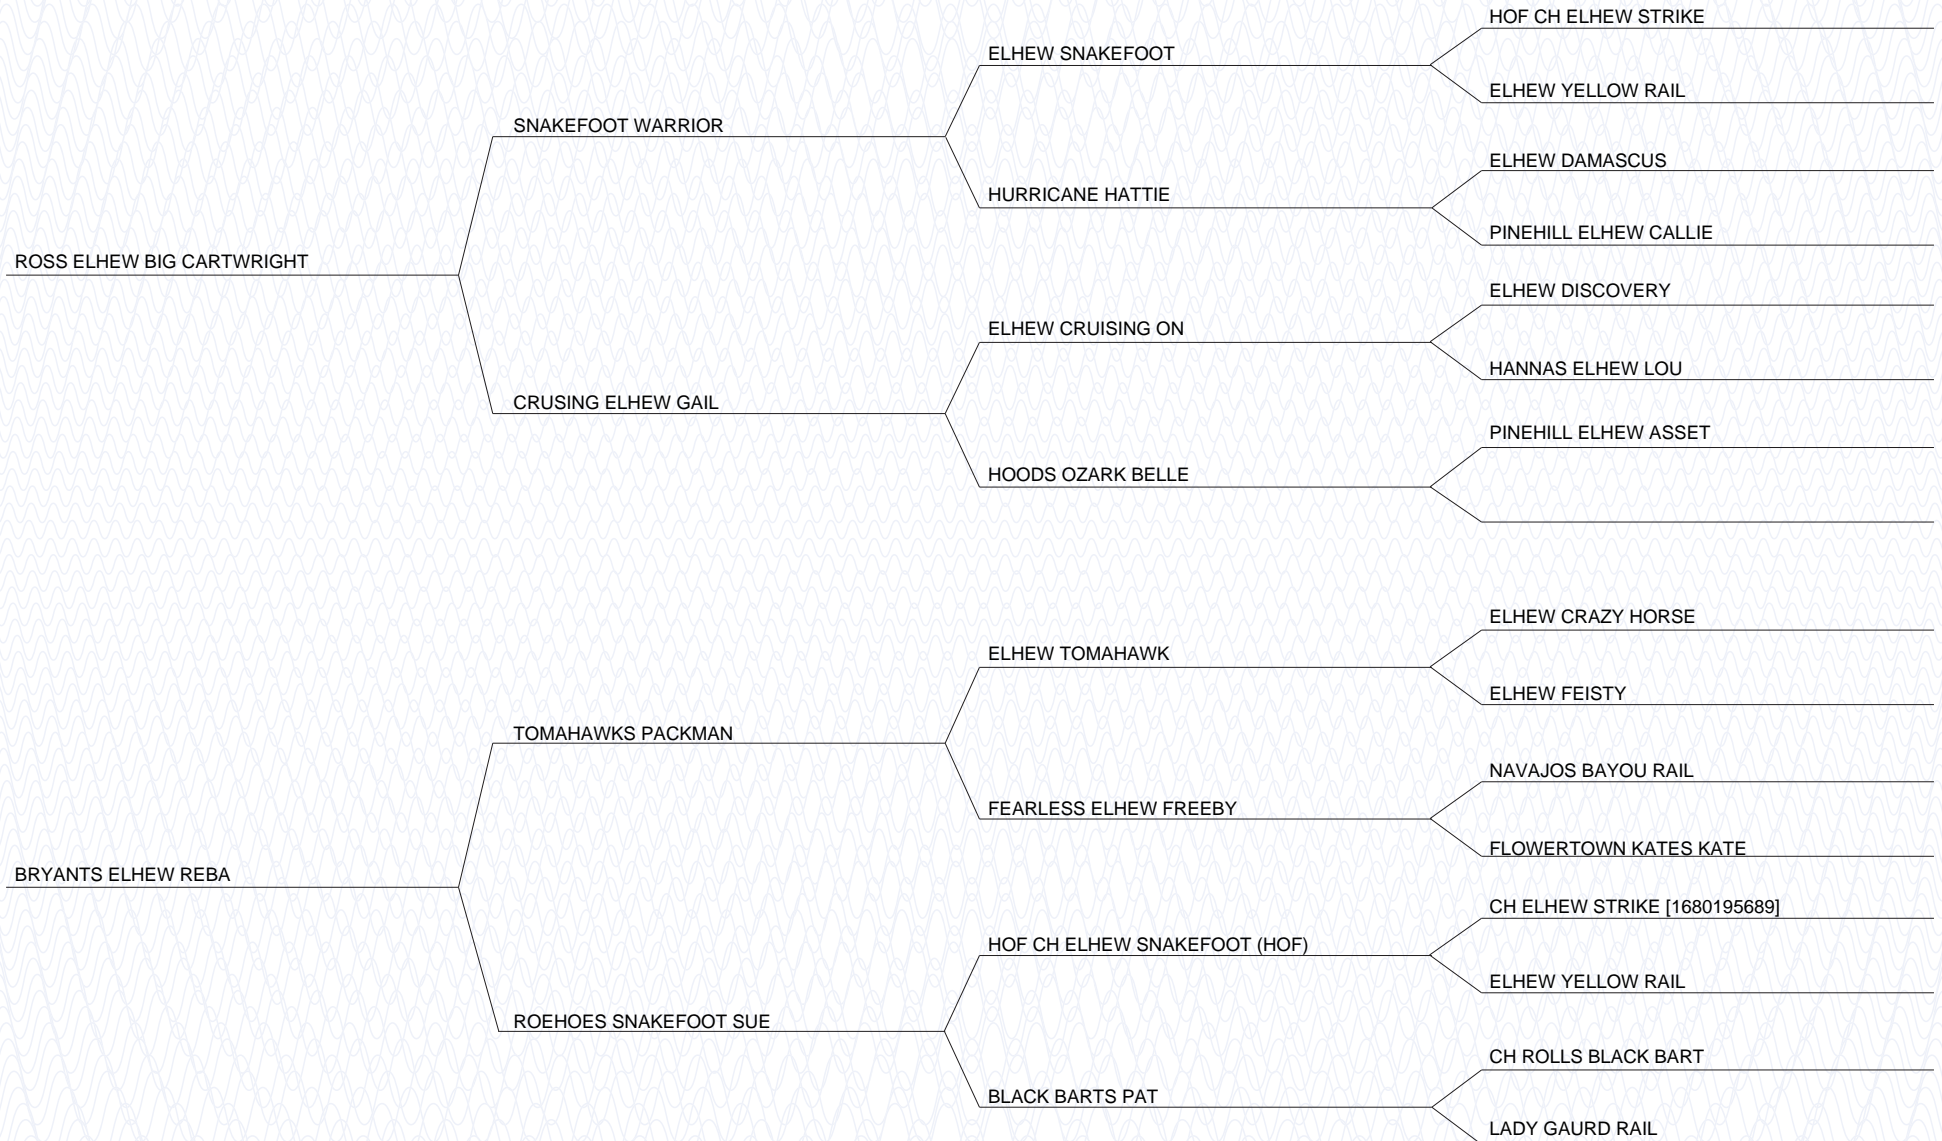 HOF CH ELHEW STRIKE
ELHEW SNAKEFOOT
ELHEW YELLOW RAIL
SNAKEFOOT WARRIOR
ELHEW DAMASCUS
HURRICANE HATTIE
PINEHILL ELHEW CALLIE
ROSS ELHEW BIG CARTWRIGHT
ELHEW DISCOVERY
ELHEW CRUISING ON
HANNAS ELHEW LOU
CRUSING ELHEW GAIL
PINEHILL ELHEW ASSET
HOODS OZARK BELLE
ELHEW CRAZY HORSE
ELHEW TOMAHAWK
ELHEW FEISTY
TOMAHAWKS PACKMAN
NAVAJOS BAYOU RAIL
FEARLESS ELHEW FREEBY
FLOWERTOWN KATES KATE
BRYANTS ELHEW REBA
CH ELHEW STRIKE [1680195689]
HOF CH ELHEW SNAKEFOOT (HOF)
ELHEW YELLOW RAIL
ROEHOES SNAKEFOOT SUE
CH ROLLS BLACK BART
BLACK BARTS PAT
LADY GAURD RAIL